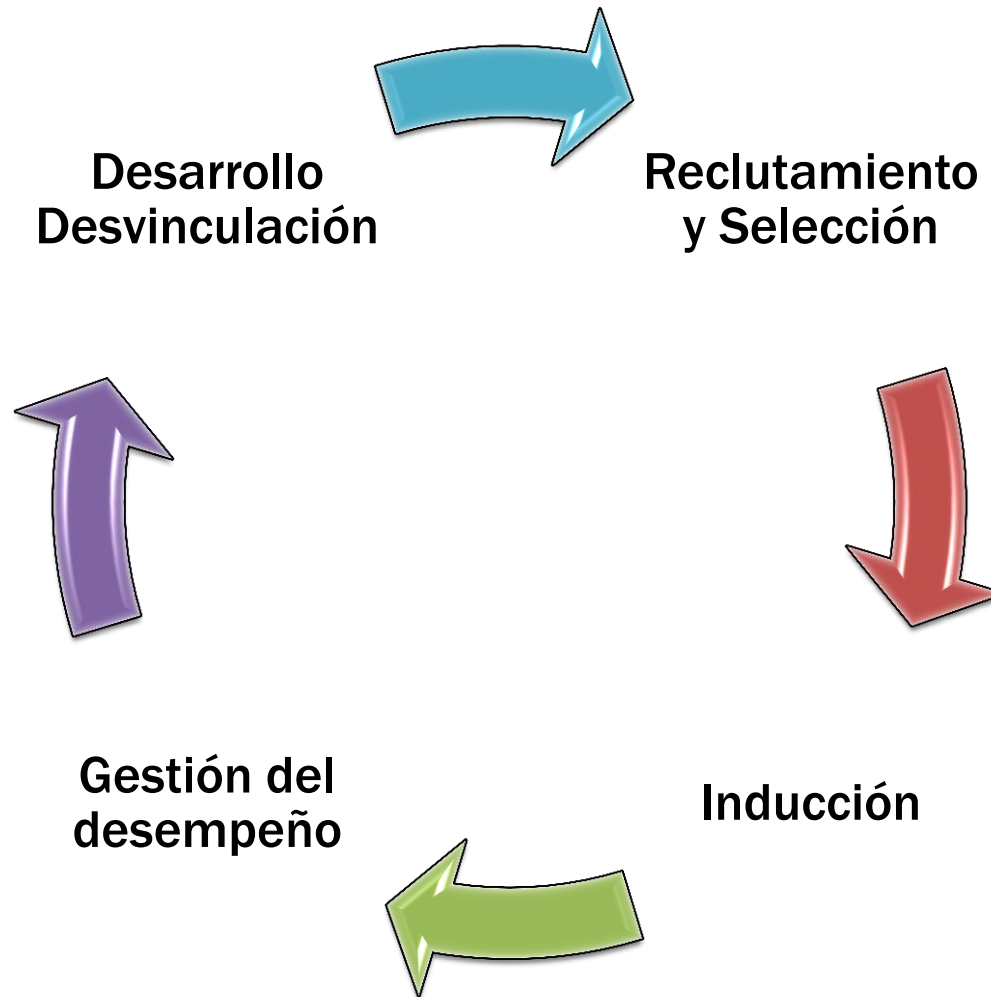 Desarrollo
Desvinculación
Reclutamiento
y Selección
Gestión del
desempeño
Inducción